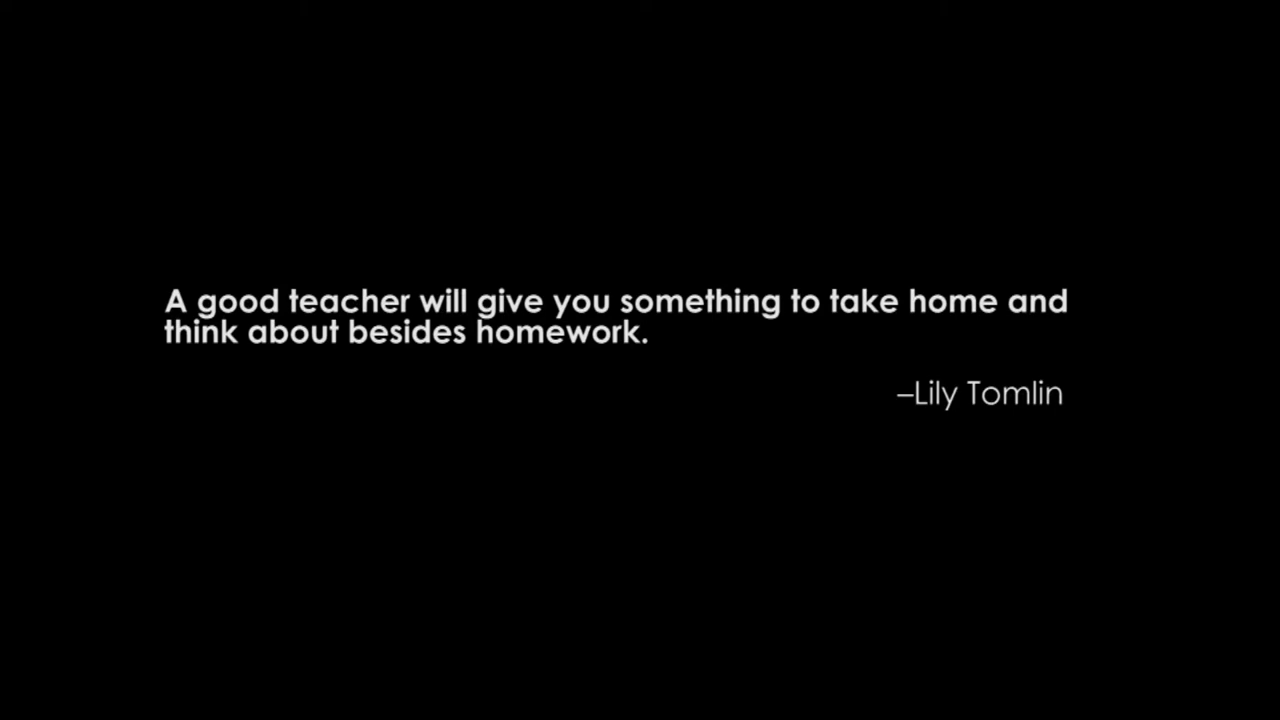 A good teacher will give you something to take home and
think about besides homework.
–Lily Tomlin